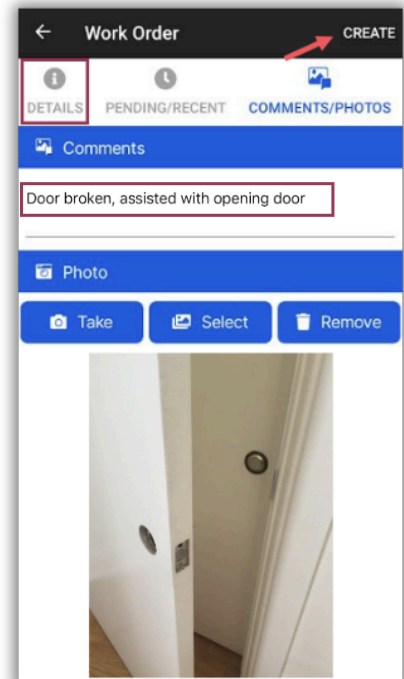 Work Order CREATE
DETAILS PENDING/RECENT COMMENTS/PHOTOS
Comments
Door broken, assisted with opening door
Photo
Take Select Remove